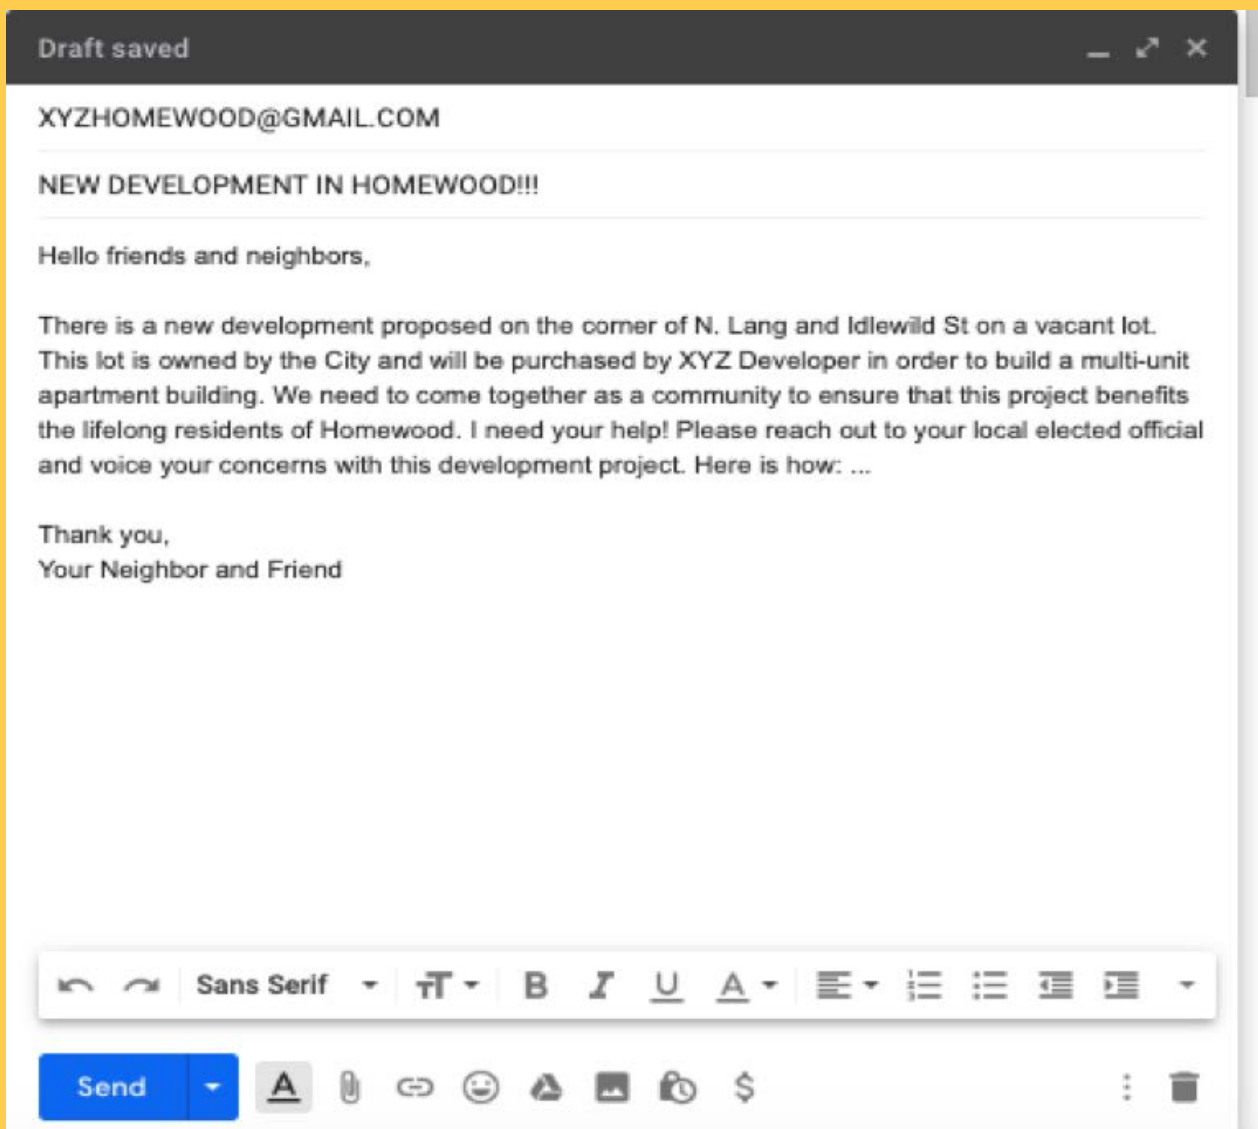 Draft saved
XYZHOMEWOOD@GMAIL.COM
NEW DEVELOPMENT IN HOMEWOOD!!!
Hello friends and neighbors,
There is a new development proposed on the corner of N. Lang and Idlewild St on a vacant lot.
This lot is owned by the City and will be purchased by XYZ Developer in order to build a multi-unit
apartment building. We need to come together as a community to ensure that this project benefits
the lifelong residents of Homewood. I need your help! Please reach out to your local elected official
and voice your concerns with this development project. Here is how: ...
Thank you,
Your Neighbor and Friend
Sans Serif
Send